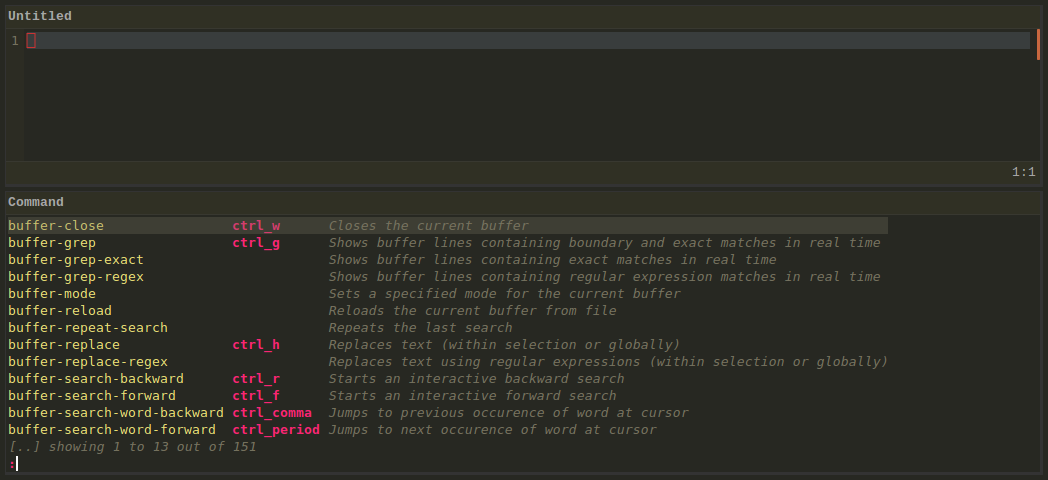 Untitled
1
1:1
Command
buffer-close ctrl_w Closes the current buffer
buffer-grep ctrl_g Shows buffer lines containing boundary and exact matches in real time
buffer-grep-exact Shows buffer lines containing exact matches in real time
buffer-grep-regex Shows buffer lines containing regular expression matches in real time
buffer-mode Sets a specified mode for the current buffer
buffer-reload Reloads the current buffer from file
buffer-repeat-search Repeats the last search
buffer-replace ctrl_h Replaces text (within selection or globally)
buffer-replace-regex Replaces text using regular expressions (within selection or globally)
buffer-search-backward ctrl_r Starts an interactive backward search
buffer-search-forward ctrl_f Starts an interactive forward search
buffer-search-word-backward ctrl_comma Jumps to previous occurence of word at cursor
buffer-search-word-forward ctrl_period Jumps to next occurence of word at cursor
[..] showing 1 to 13 out of 151
: